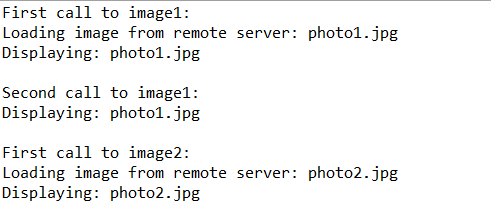 First call to image1:
Loading image from remote server: photo1.jpg
Displaying: photo1.jpg

Second call to image1:
Displaying: photo1.jpg

First call to image2:
Loading image from remote server: photo2.jpg
Displaying: photo2.jpg